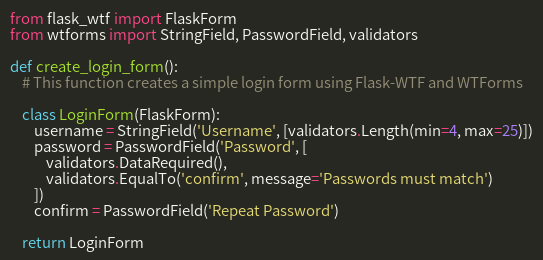 from flask_wtf import FlaskForm
from wtforms import StringField, PasswordField, validators

def create_login_form():
    # This function creates a simple login form using Flask-WTF and WTForms

    class LoginForm(FlaskForm):
        username = StringField('Username', [validators.Length(min=4, max=25)])
        password = PasswordField('Password', [
            validators.DataRequired(),
            validators.EqualTo('confirm', message='Passwords must match')
        ])
        confirm = PasswordField('Repeat Password')

    return LoginForm